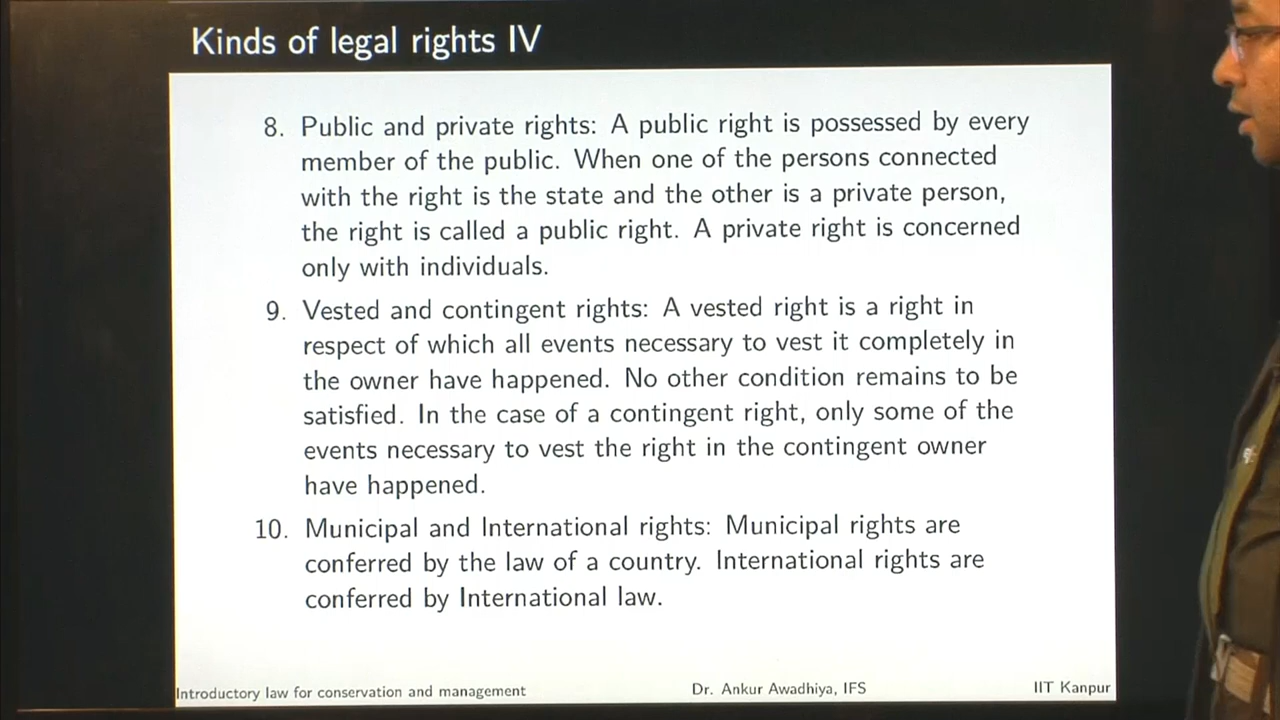 Kinds of legal rights IV
8. Public and private rights: A public right is possessed by every
member of the public. When one of the persons connected
with the right is the state and the other is a private person,
the right is called a public right. A private right is concerned
only with individuals.
9. Vested and contingent rights: A vested right is a right in
respect of which all events necessary to vest it completely in
the owner have happened. No other condition remains to be
satisfied. In the case of a contingent right, only some of the
events necessary to vest the right in the contingent owner
have happened.
10. Municipal and International rights: Municipal rights are
conferred by the law of a country. International rights are
conferred by International law.
Introductory law for conservation and management Dr. Ankur Awadhiya, IFS IIT Kanpur